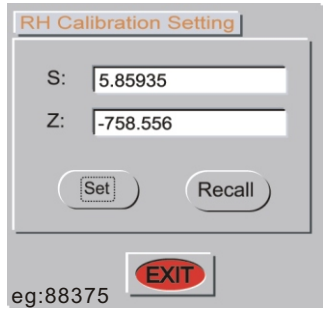 RH Calibration Setting
S: 5.85935
Z: -758.556
Set Recall
EXIT
eg:88375